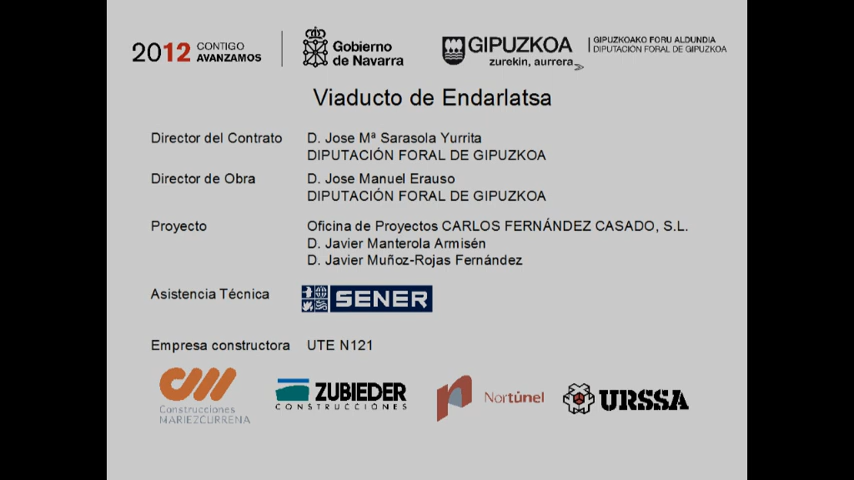 2012 CONTIGO AVANZAMOS
Gobierno de Navarra
GIPUZKOA
zurekin, aurrera
GIPUZKOAKO FORU ALDUNDIA
DIPUTACIÓN FORAL DE GIPUZKOA
Viaducto de Endarlatsa
Director del Contrato D. Jose Mª Sarasola Yurrita
DIPUTACIÓN FORAL DE GIPUZKOA
Director de Obra D. Jose Manuel Erauso
DIPUTACIÓN FORAL DE GIPUZKOA
Proyecto Oficina de Proyectos CARLOS FERNÁNDEZ CASADO, S.L.
D. Javier Manterola Armisén
D. Javier Muñoz-Rojas Fernández
Asistencia Técnica SENER
Empresa constructora UTE N121
Construcciones
MARIEZCURRENA
ZUBIEDER
CONSTRUCCIONES
Nortúnel
URSSA